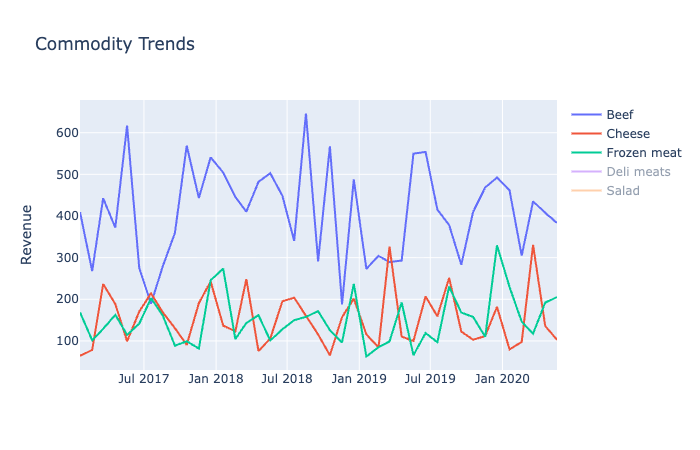 Commodity Trends
Revenue
600
500
400
300
200
100
Jul 2017
Jan 2018
Jul 2018
Jan 2019
Jul 2019
Jan 2020
Beef
Cheese
Frozen meat
Deli meats
Salad